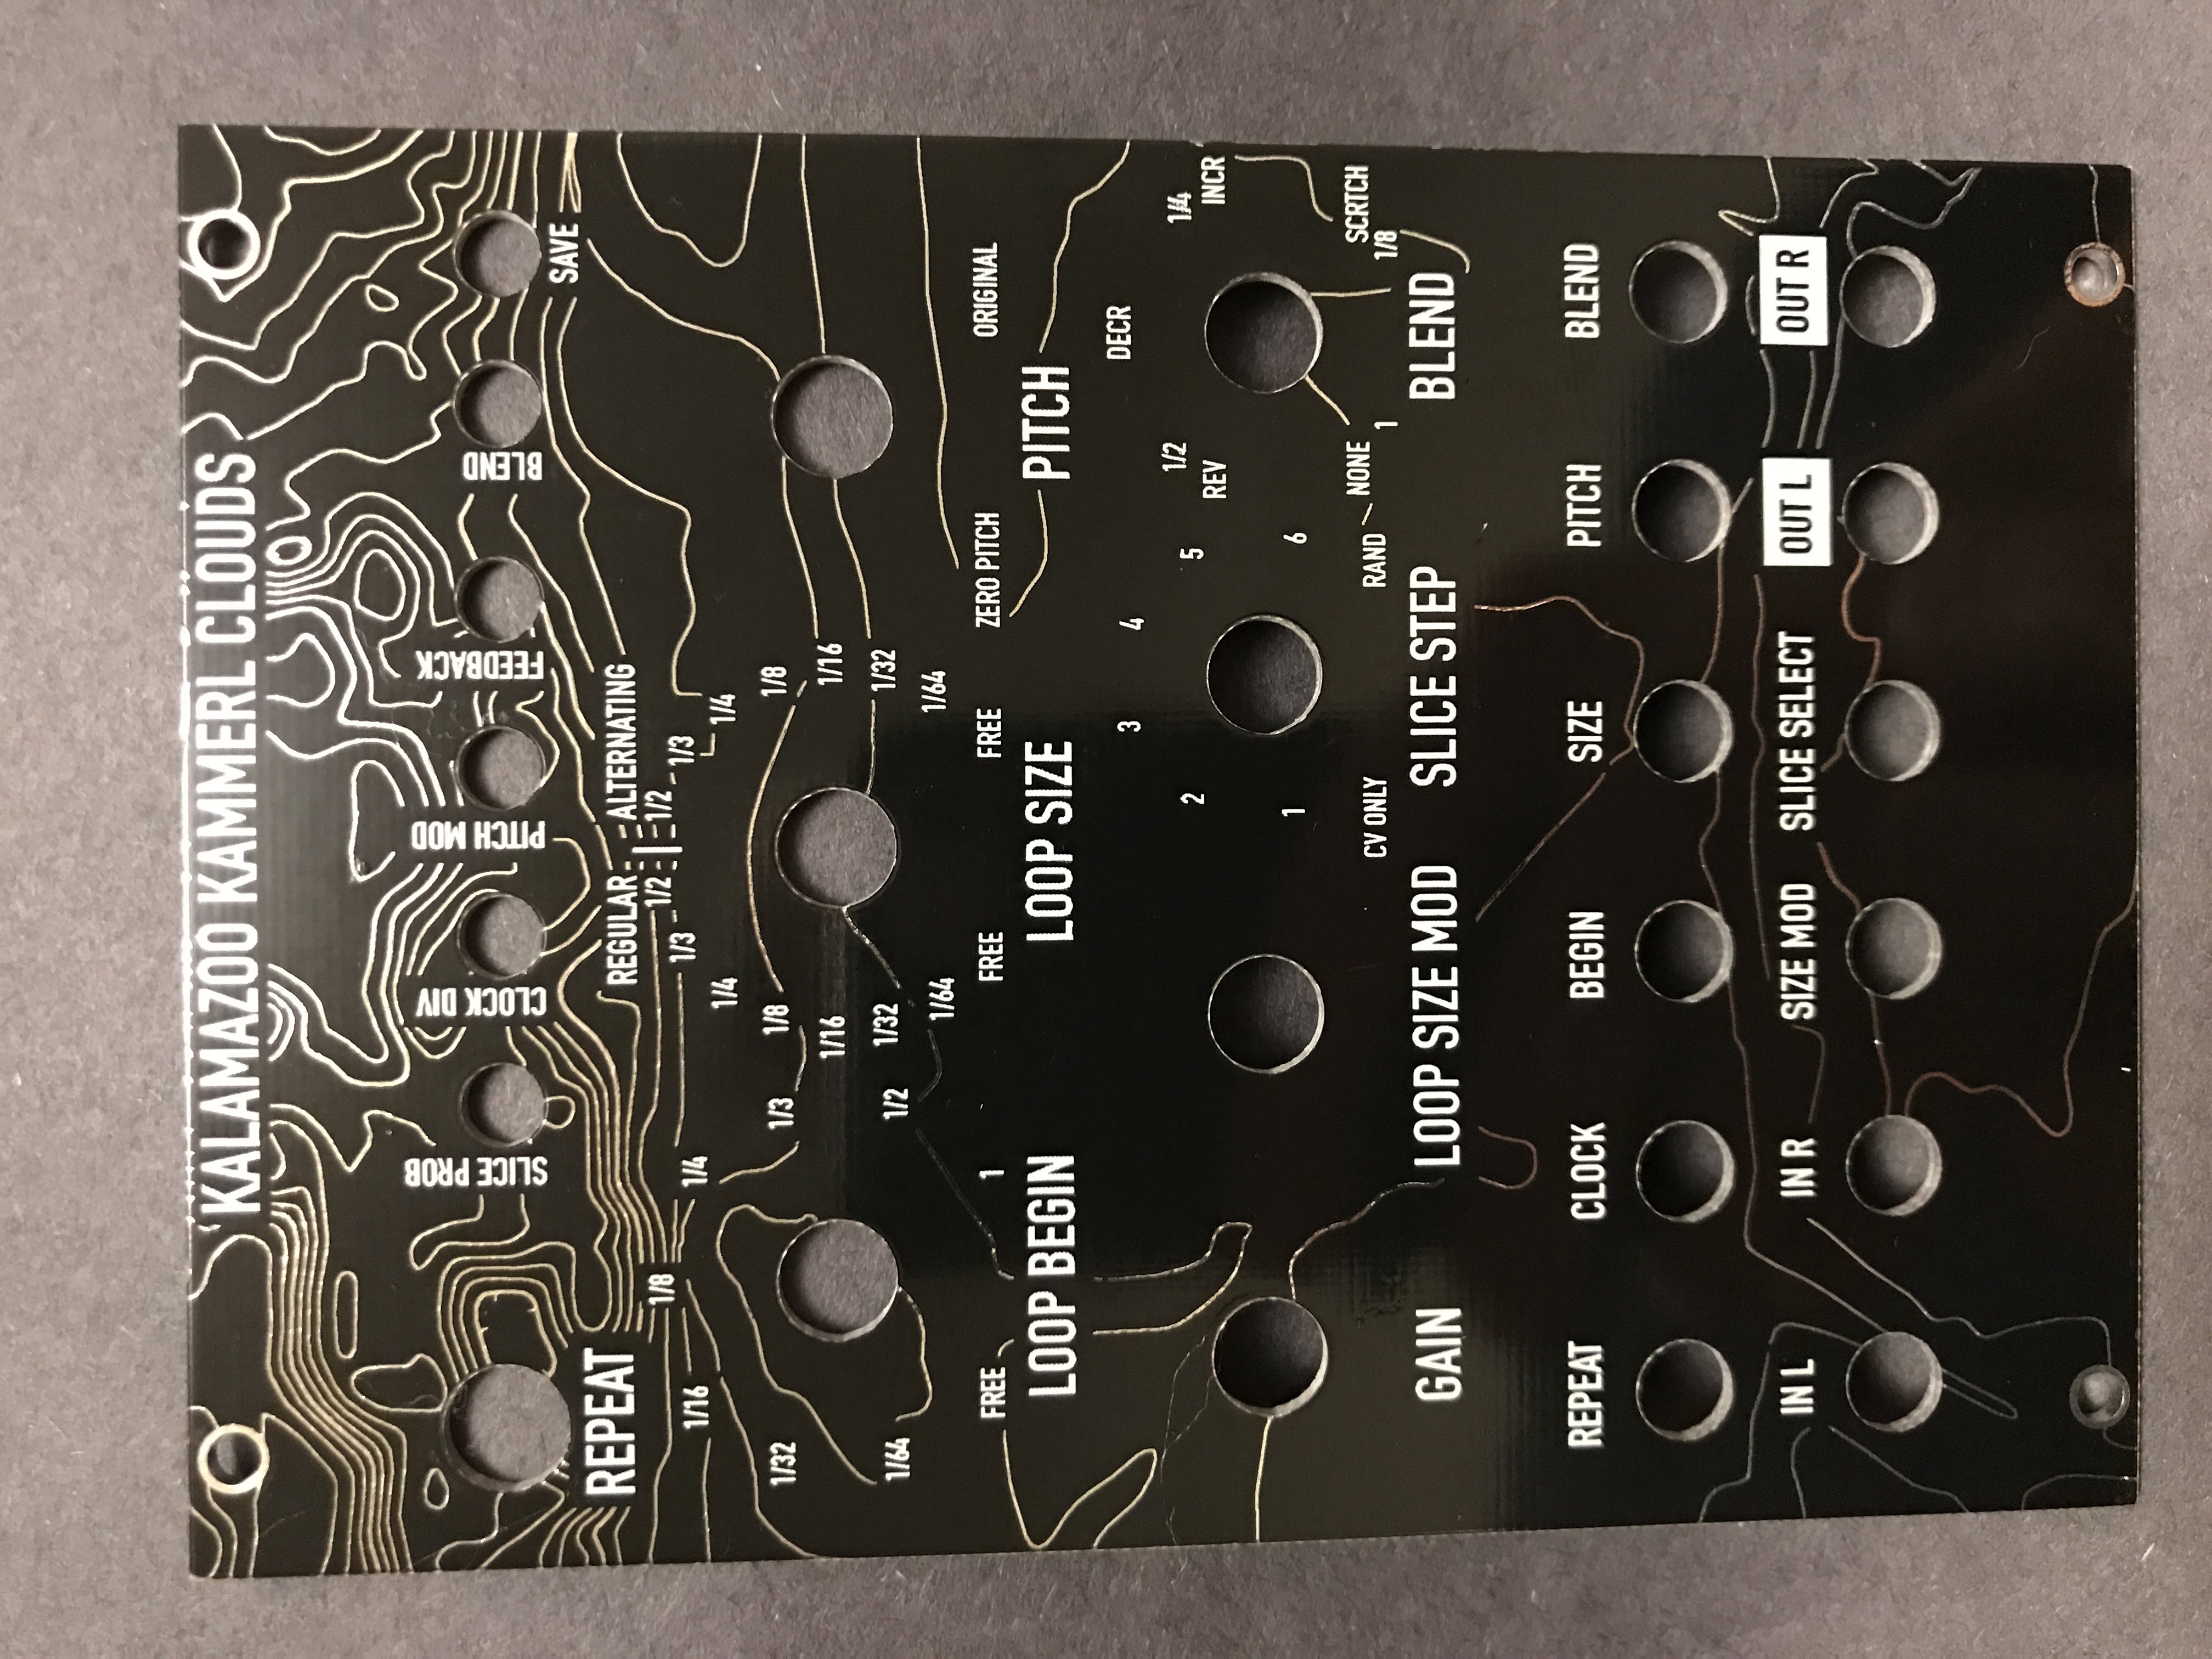 KALAMAZOO KAMMERL CLOUDS
SLICE PROB
CLOCK DIV
PITCH MOD
FEEDBACK
BLEND
SAVE
REPEAT
REGULAR ALTERNATING
1/2 1/2
1/8
1/3 1/3
1/16 1/4
1/4 1/4
1/32 1/3 1/8 1/8
1/16 1/16
1/64 1/2 1/32 1/32
1/64 1/64
FREE 1 FREE FREE ZERO PITCH ORIGINAL
LOOP BEGIN LOOP SIZE PITCH
3 4 DECR
2 5 1/2 1/4
REV INCR
1 6
CV ONLY RAND NONE SCRTCH
1 1/8
GAIN LOOP SIZE MOD SLICE STEP BLEND
REPEAT CLOCK BEGIN SIZE PITCH BLEND
IN L IN R SIZE MOD SLICE SELECT OUT L OUT R